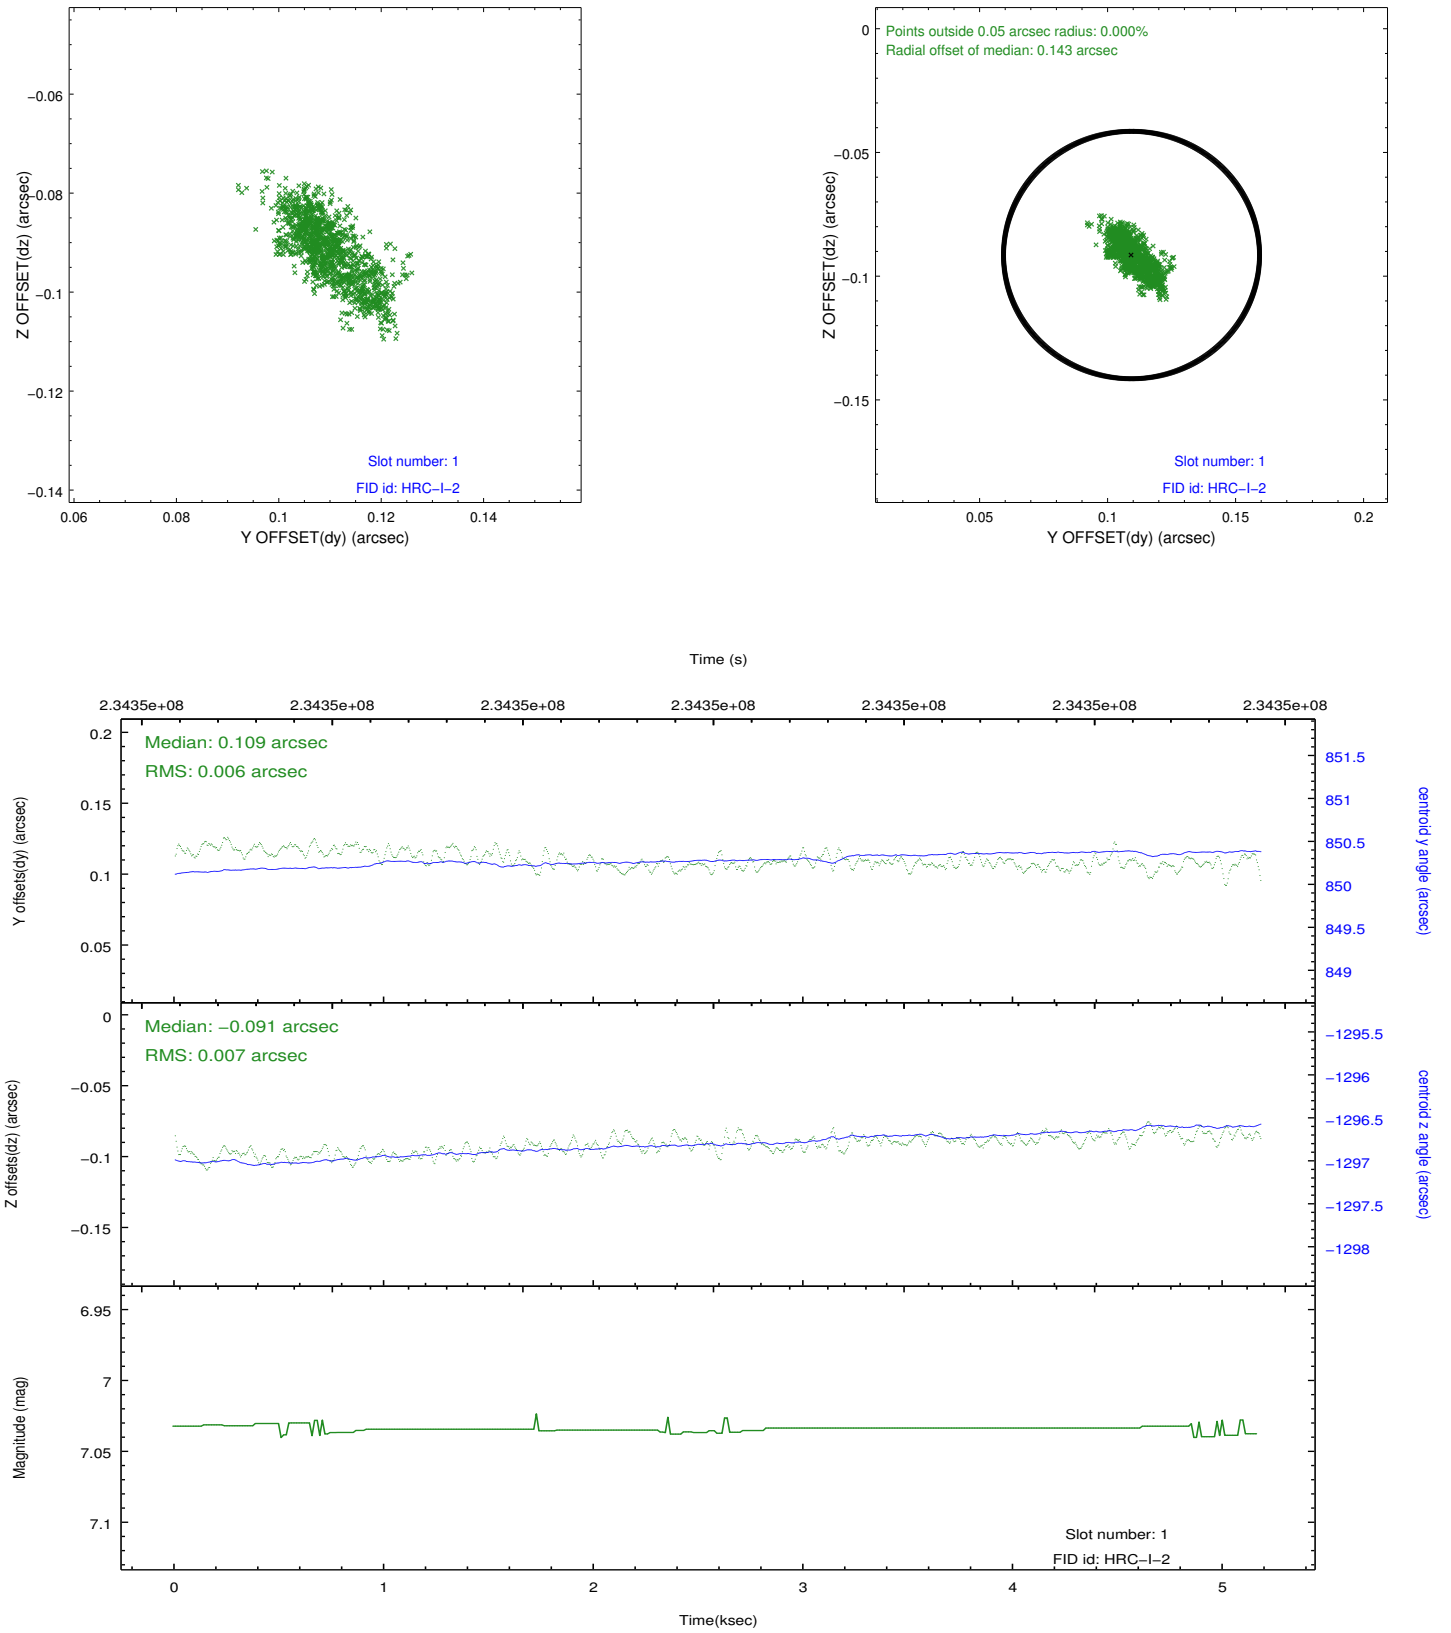 −0.06
−0.08
−0.1
−0.12
−0.14
Z OFFSET(dz) (arcsec)
Slot number: 1
FID id: HRC−I−2
0.06 0.08 0.1 0.12 0.14
Y OFFSET(dy) (arcsec)
Points outside 0.05 arcsec radius: 0.000%
Radial offset of median: 0.143 arcsec
0
−0.05
−0.1
−0.15
Z OFFSET(dz) (arcsec)
Slot number: 1
FID id: HRC−I−2
0.05 0.1 0.15 0.2
Y OFFSET(dy) (arcsec)
Time (s)
2.3435e+08 2.3435e+08 2.3435e+08 2.3435e+08 2.3435e+08 2.3435e+08 2.3435e+08
Median: 0.109 arcsec
RMS: 0.006 arcsec
0.2
0.15
0.1
0.05
Y offsets(dy) (arcsec)
851.5
851
850.5
850
849.5
849
centroid y angle (arcsec)
Median: −0.091 arcsec
RMS: 0.007 arcsec
0
−0.05
−0.1
−0.15
Z offsets(dz) (arcsec)
−1295.5
−1296
−1296.5
−1297
−1297.5
−1298
centroid z angle (arcsec)
6.95
7
7.05
7.1
Magnitude (mag)
Slot number: 1
FID id: HRC−I−2
0 1 2 3 4 5
Time(ksec)